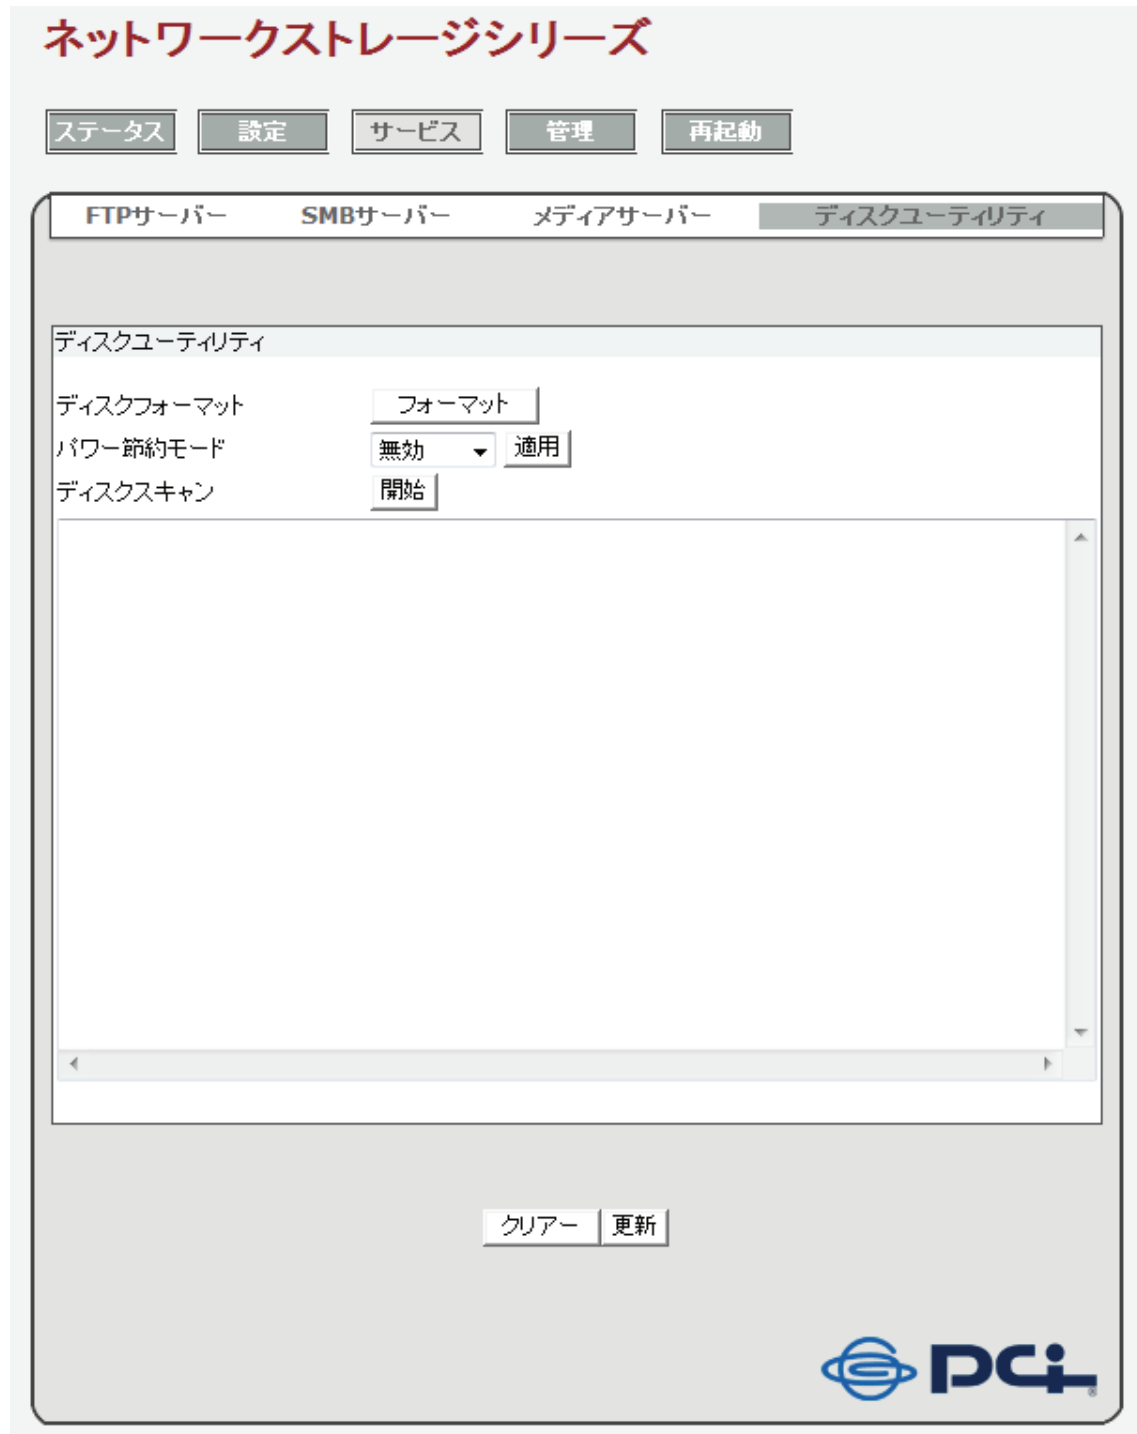 ネットワークストレージシリーズ
ステータス 設定 サービス 管理 再起動
FTPサーバー SMBサーバー メディアサーバー ディスクユーティリティ
ディスクユーティリティ
ディスクフォーマット フォーマット
パワー節約モード 無効 適用
ディスクスキャン 開始
クリアー 更新
PCi